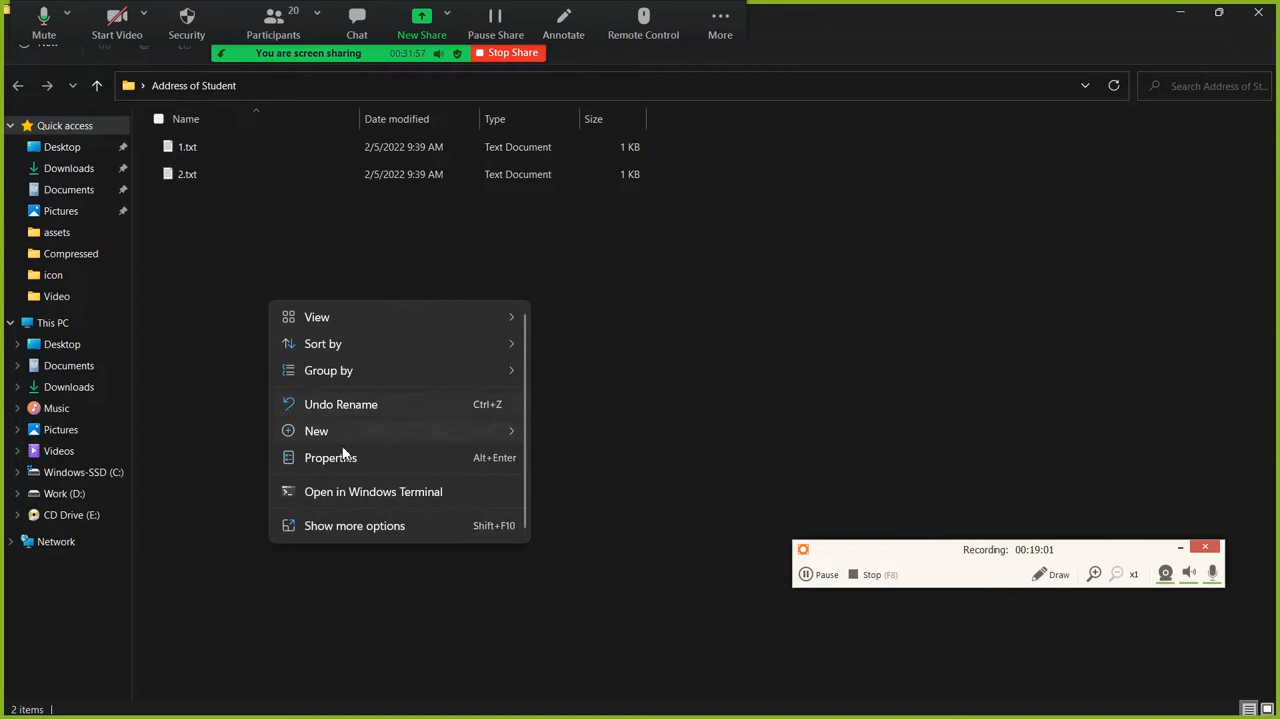 20
Mute Start Video Security Participants Chat New Share Pause Share Annotate Remote Control More
You are screen sharing 00:31:57 Stop Share
Address of Student Search Address of St...
Quick access Name Date modified Type Size
Desktop 1.txt 2/5/2022 9:39 AM Text Document 1 KB
Downloads 2.txt 2/5/2022 9:39 AM Text Document 1 KB
Documents
Pictures
assets
Compressed
icon
Video
This PC
Desktop
Documents
Downloads
Music
Pictures
Videos
Windows-SSD (C:)
Work (D:)
CD Drive (E:)
Network
View
Sort by
Group by
Undo Rename Ctrl+Z
New
Properties Alt+Enter
Open in Windows Terminal
Show more options Shift+F10
Recording: 00:19:01
Pause Stop (F8) Draw x1
2 items